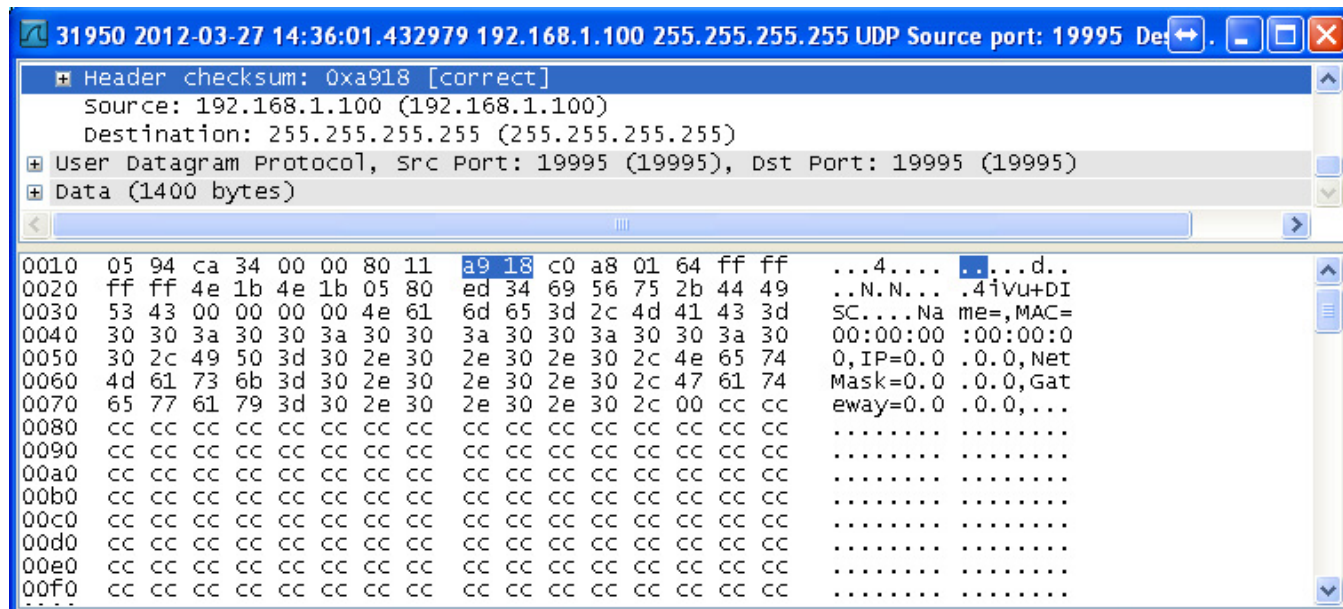 31950 2012-03-27 14:36:01.432979 192.168.1.100 255.255.255.255 UDP Source port: 19995 Des
Header checksum: 0xa918 [correct]
Source: 192.168.1.100 (192.168.1.100)
Destination: 255.255.255.255 (255.255.255.255)
User Datagram Protocol, Src Port: 19995 (19995), Dst Port: 19995 (19995)
Data (1400 bytes)
0010 05 94 ca 34 00 00 80 11 a9 18 c0 a8 01 64 ff ff ...4.... .....d..
0020 ff ff 4e 1b 4e 1b 05 80 ed 34 69 56 75 2b 44 49 ..N.N... .4iVu+DI
0030 53 43 00 00 00 00 4e 61 6d 65 3d 2c 4d 41 43 3d SC....Na me=,MAC=
0040 30 30 3a 30 30 3a 30 30 3a 30 30 3a 30 30 3a 30 00:00:00 :00:00:0
0050 30 2c 49 50 3d 30 2e 30 2e 30 2e 30 2c 4e 65 74 0,IP=0.0 .0.0,Net
0060 4d 61 73 6b 3d 30 2e 30 2e 30 2e 30 2c 47 61 74 Mask=0.0 .0.0,Gat
0070 65 77 61 79 3d 30 2e 30 2e 30 2e 30 2c 00 cc cc eway=0.0 .0.0,...
0080 cc cc cc cc cc cc cc cc cc cc cc cc cc cc cc cc ........ ........
0090 cc cc cc cc cc cc cc cc cc cc cc cc cc cc cc cc ........ ........
00a0 cc cc cc cc cc cc cc cc cc cc cc cc cc cc cc cc ........ ........
00b0 cc cc cc cc cc cc cc cc cc cc cc cc cc cc cc cc ........ ........
00c0 cc cc cc cc cc cc cc cc cc cc cc cc cc cc cc cc ........ ........
00d0 cc cc cc cc cc cc cc cc cc cc cc cc cc cc cc cc ........ ........
00e0 cc cc cc cc cc cc cc cc cc cc cc cc cc cc cc cc ........ ........
00f0 cc cc cc cc cc cc cc cc cc cc cc cc cc cc cc cc ........ ........